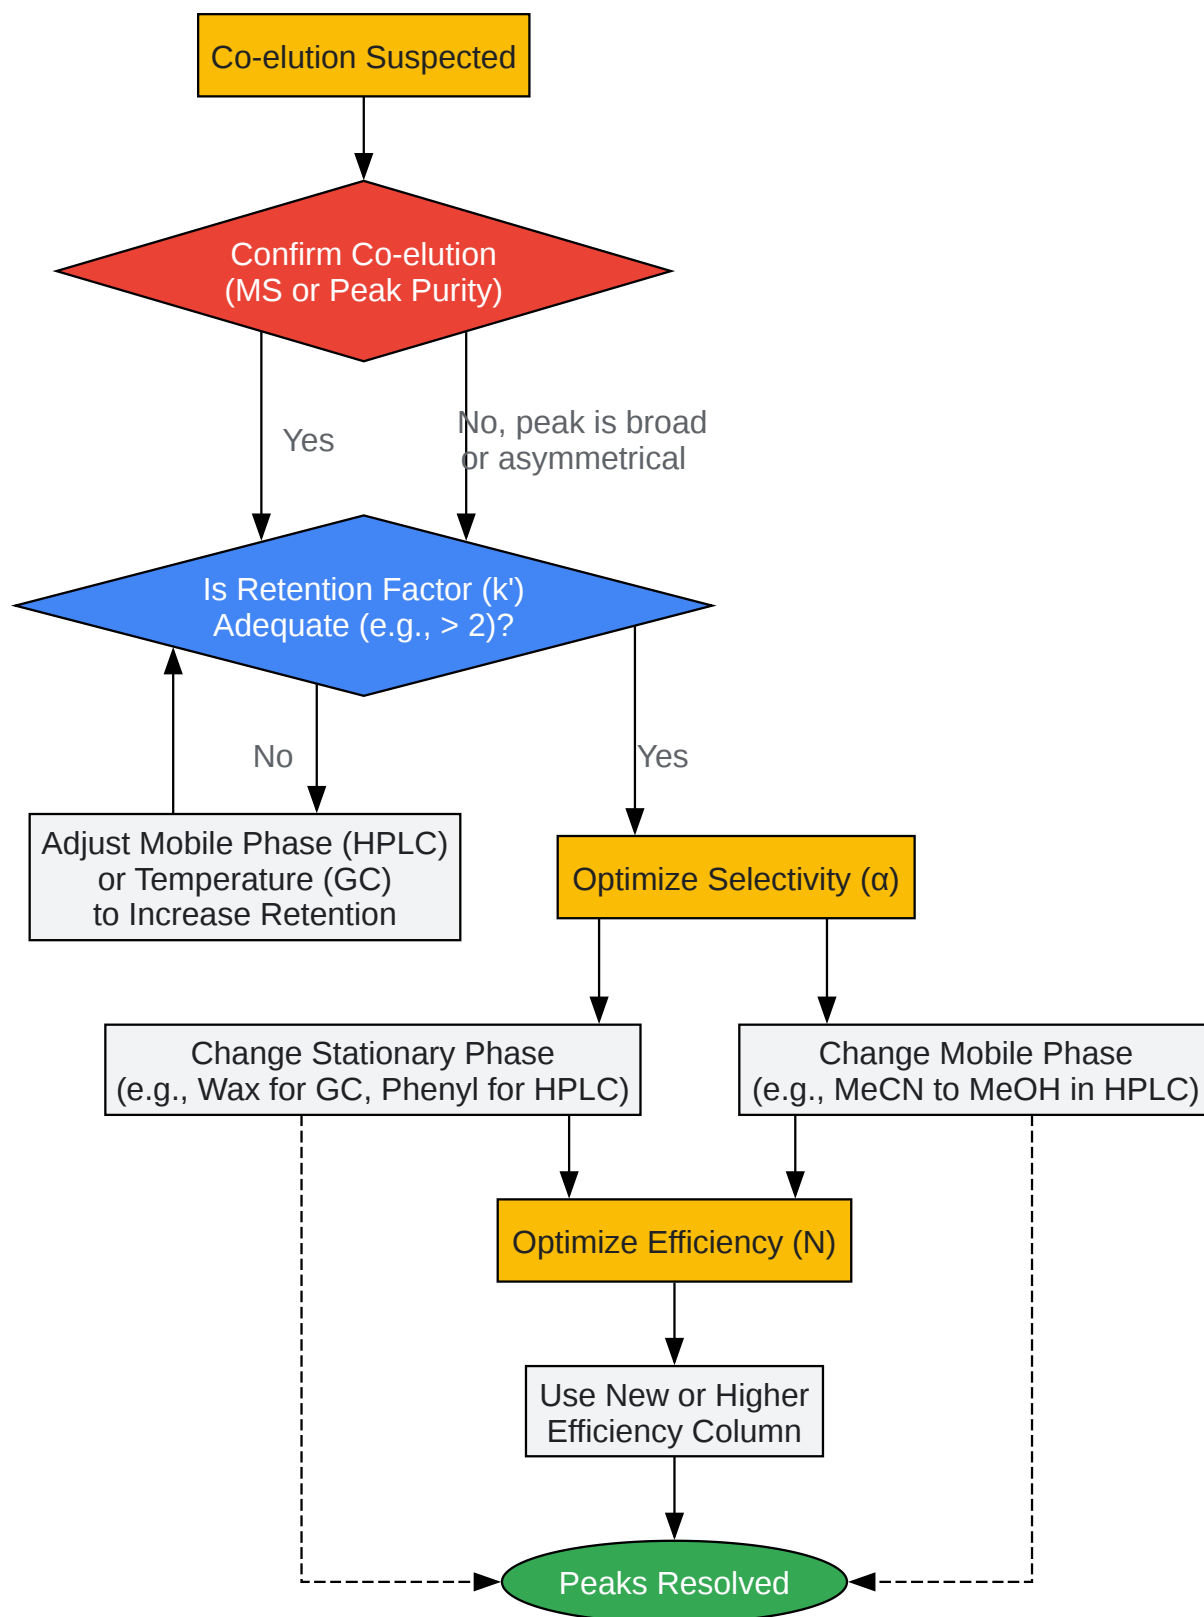 Co-elution Suspected
Confirm Co-elution
(MS or Peak Purity)
Yes
No, peak is broad
or asymmetrical
Is Retention Factor (k')
Adequate (e.g., > 2)?
No
Yes
Adjust Mobile Phase (HPLC)
or Temperature (GC)
to Increase Retention
Optimize Selectivity (α)
Change Stationary Phase
(e.g., Wax for GC, Phenyl for HPLC)
Change Mobile Phase
(e.g., MeCN to MeOH in HPLC)
Optimize Efficiency (N)
Use New or Higher
Efficiency Column
Peaks Resolved